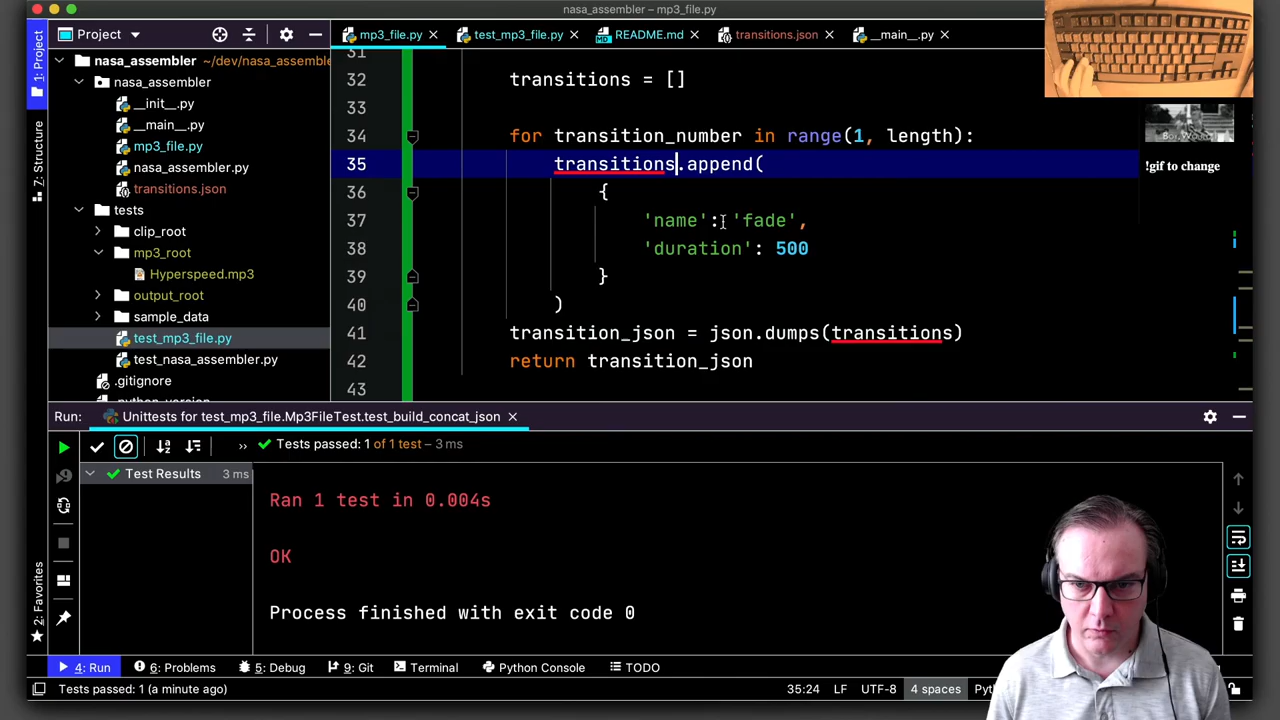 nasa_assembler – mp3_file.py
Project
mp3_file.py
test_mp3_file.py
README.md
transitions.json
__main__.py
1: Project
7: Structure
2: Favorites
nasa_assembler ~/dev/nasa_assemble
nasa_assembler
__init__.py
__main__.py
mp3_file.py
nasa_assembler.py
transitions.json
tests
clip_root
mp3_root
Hyperspeed.mp3
output_root
sample_data
test_mp3_file.py
test_nasa_assembler.py
.gitignore
.python_version
31
32 transitions = []
33
34 for transition_number in range(1, length):
35 transitions.append(
36 {
37 'name': 'fade',
38 'duration': 500
39 }
40 )
41 transition_json = json.dumps(transitions)
42 return transition_json
43
!gif to change
Run: Unittests for test_mp3_file.Mp3FileTest.test_build_concat_json
» Tests passed: 1 of 1 test – 3 ms
Test Results 3 ms
Ran 1 test in 0.004s
OK
Process finished with exit code 0
4: Run
6: Problems
5: Debug
9: Git
Terminal
Python Console
TODO
Tests passed: 1 (a minute ago)
35:24 LF UTF-8 4 spaces